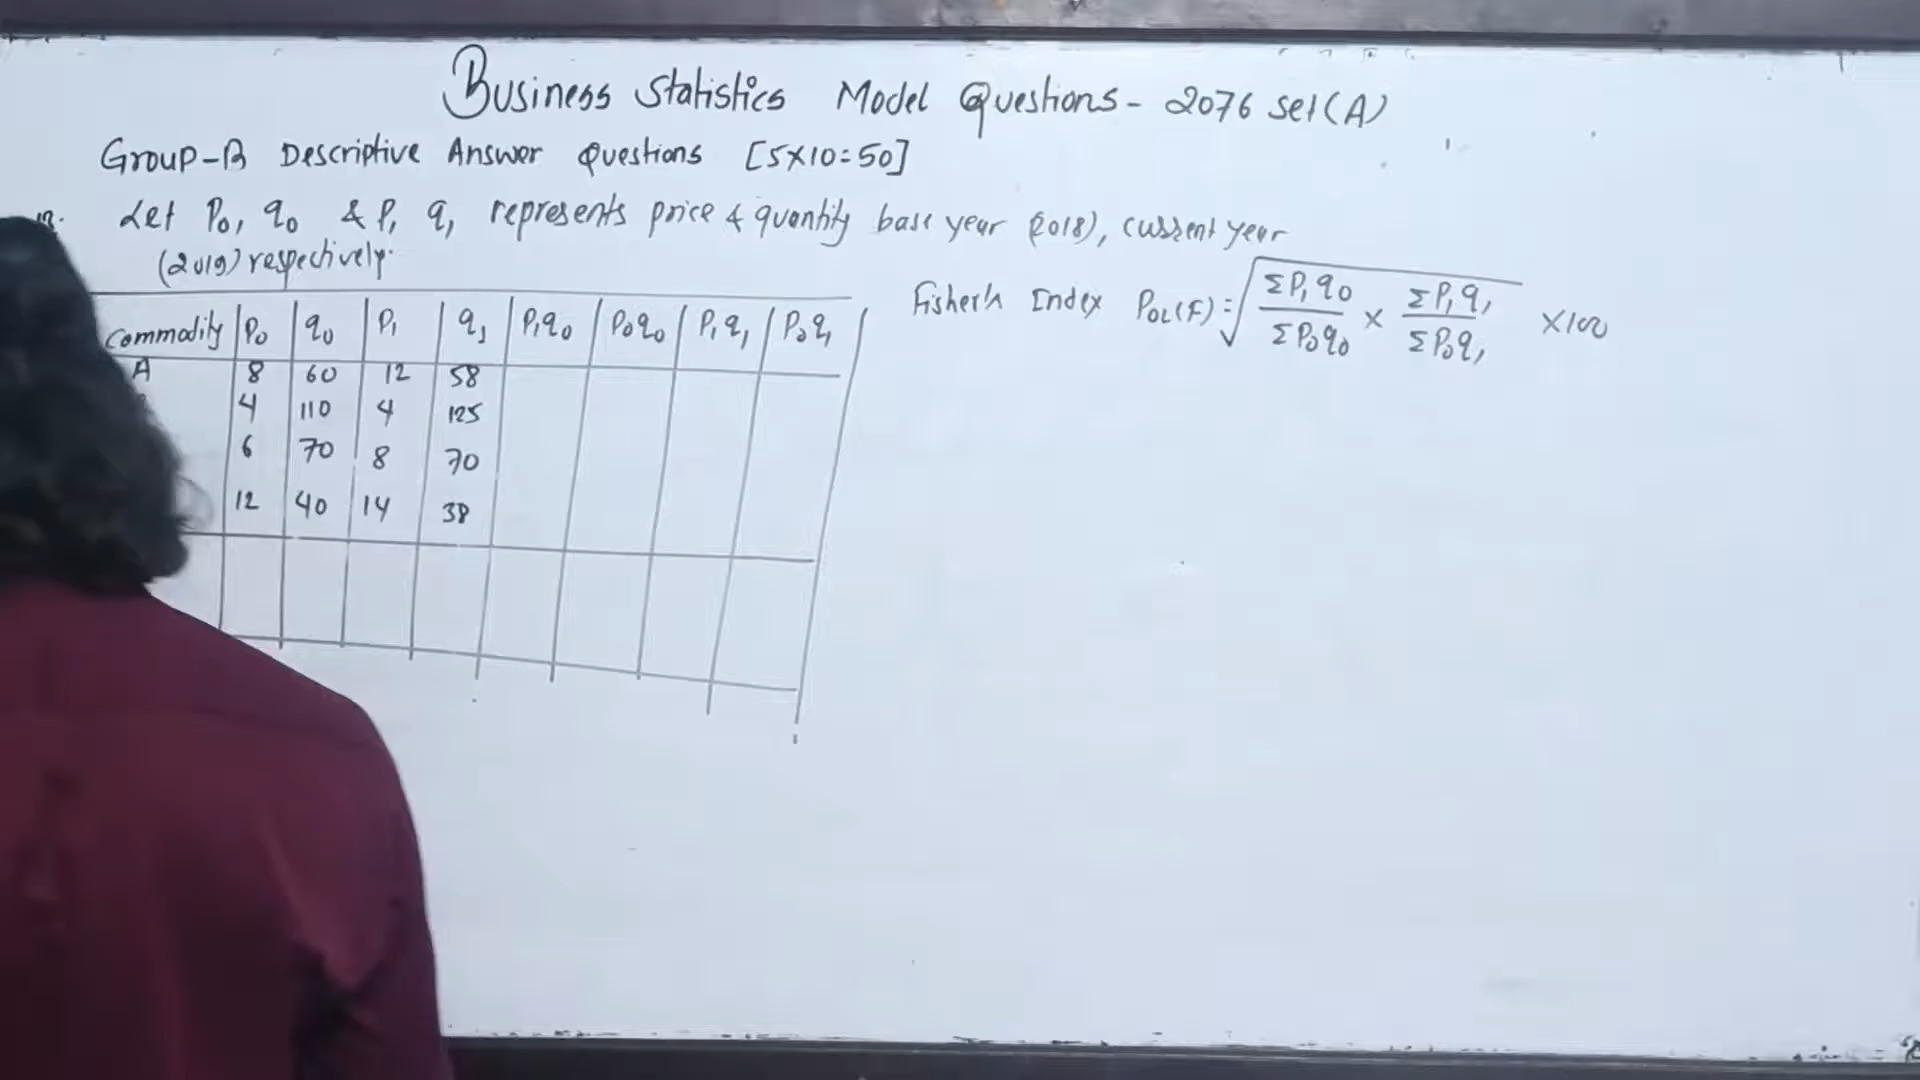 Business Statistics Model Questions - 2076 Set (A)
Group-B Descriptive Answer Questions [5×10=50]
Let P₀, q₀ & P₁ q₁ represents price & quantity base year (2018), current year
(2019) respectively.
Commodity P₀ q₀ P₁ q₁ P₁q₀ P₀q₀ P₁q₁ P₀q₁
A 8 60 12 58
4 110 4 125
6 70 8 70
12 40 14 38
Fisher's Index P₀₁(F) = √(ΣP₁q₀/ΣP₀q₀ × ΣP₁q₁/ΣP₀q₁) ×100